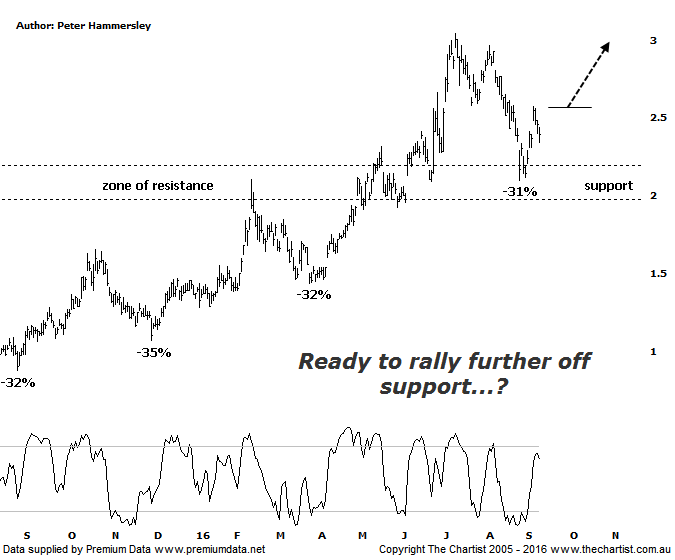 Author: Peter Hammersley
3
2.5
zone of resistance
support
2
-31%
1.5
-32%
1
-35%
-32%
Ready to rally further off
support...?
S O N D 16 F M A M J J A S O N
Data supplied by Premium Data www.premiumdata.net
Copyright The Chartist 2005 - 2016 www.thechartist.com.au